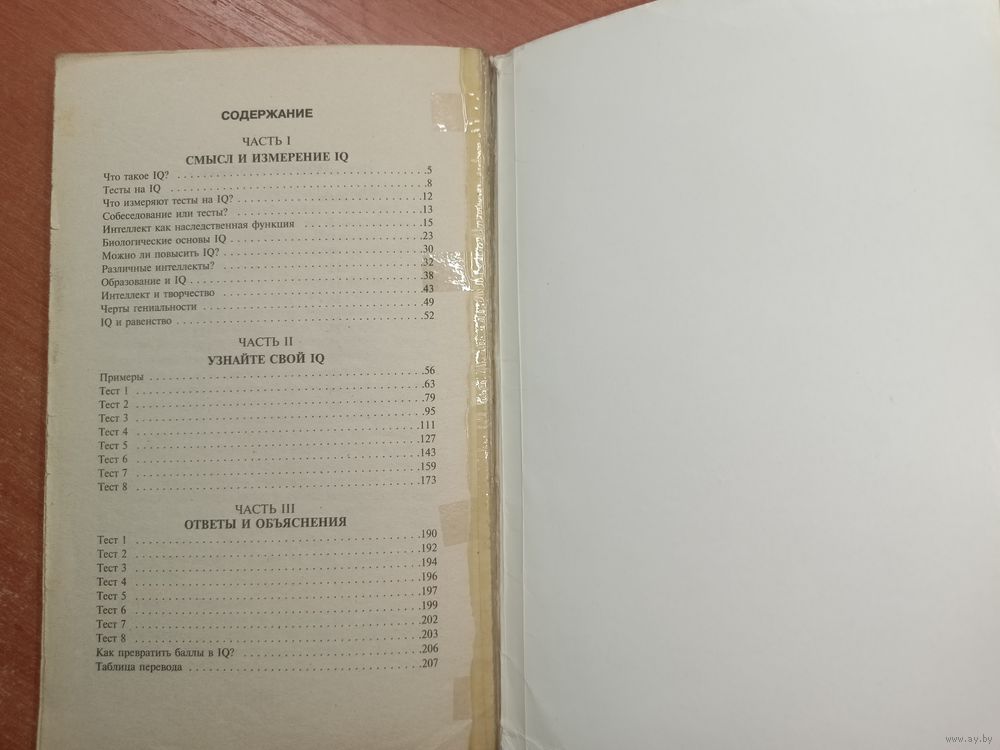 СОДЕРЖАНИЕ
ЧАСТЬ I
СМЫСЛ И ИЗМЕРЕНИЕ IQ
Что такое IQ? . . . . . . . . . . . . . . . . . . . . 5
Тесты на IQ . . . . . . . . . . . . . . . . . . . . 8
Что измеряют тесты на IQ? . . . . . . . . . . . . . . . . . . . . 12
Собеседование или тесты? . . . . . . . . . . . . . . . . . . . . 13
Интеллект как наследственная функция . . . . . . . . . . . . 15
Биологические основы IQ . . . . . . . . . . . . . . . . . . . . 23
Можно ли повысить IQ? . . . . . . . . . . . . . . . . . . . . 30
Различные интеллекты? . . . . . . . . . . . . . . . . . . . . 32
Образование и IQ . . . . . . . . . . . . . . . . . . . . 38
Интеллект и творчество . . . . . . . . . . . . . . . . . . . . 43
Черты гениальности . . . . . . . . . . . . . . . . . . . . 49
IQ и равенство . . . . . . . . . . . . . . . . . . . . 52
ЧАСТЬ II
УЗНАЙТЕ СВОЙ IQ
Примеры . . . . . . . . . . . . . . . . . . . . 56
Тест 1 . . . . . . . . . . . . . . . . . . . . 63
Тест 2 . . . . . . . . . . . . . . . . . . . . 79
Тест 3 . . . . . . . . . . . . . . . . . . . . 95
Тест 4 . . . . . . . . . . . . . . . . . . . . 111
Тест 5 . . . . . . . . . . . . . . . . . . . . 127
Тест 6 . . . . . . . . . . . . . . . . . . . . 143
Тест 7 . . . . . . . . . . . . . . . . . . . . 159
Тест 8 . . . . . . . . . . . . . . . . . . . . 173
ЧАСТЬ III
ОТВЕТЫ И ОБЪЯСНЕНИЯ
Тест 1 . . . . . . . . . . . . . . . . . . . . 190
Тест 2 . . . . . . . . . . . . . . . . . . . . 192
Тест 3 . . . . . . . . . . . . . . . . . . . . 194
Тест 4 . . . . . . . . . . . . . . . . . . . . 196
Тест 5 . . . . . . . . . . . . . . . . . . . . 197
Тест 6 . . . . . . . . . . . . . . . . . . . . 199
Тест 7 . . . . . . . . . . . . . . . . . . . . 202
Тест 8 . . . . . . . . . . . . . . . . . . . . 203
Как превратить баллы в IQ? . . . . . . . . . . . . . . . . . . . . 206
Таблица перевода . . . . . . . . . . . . . . . . . . . . 207
www.ay.by